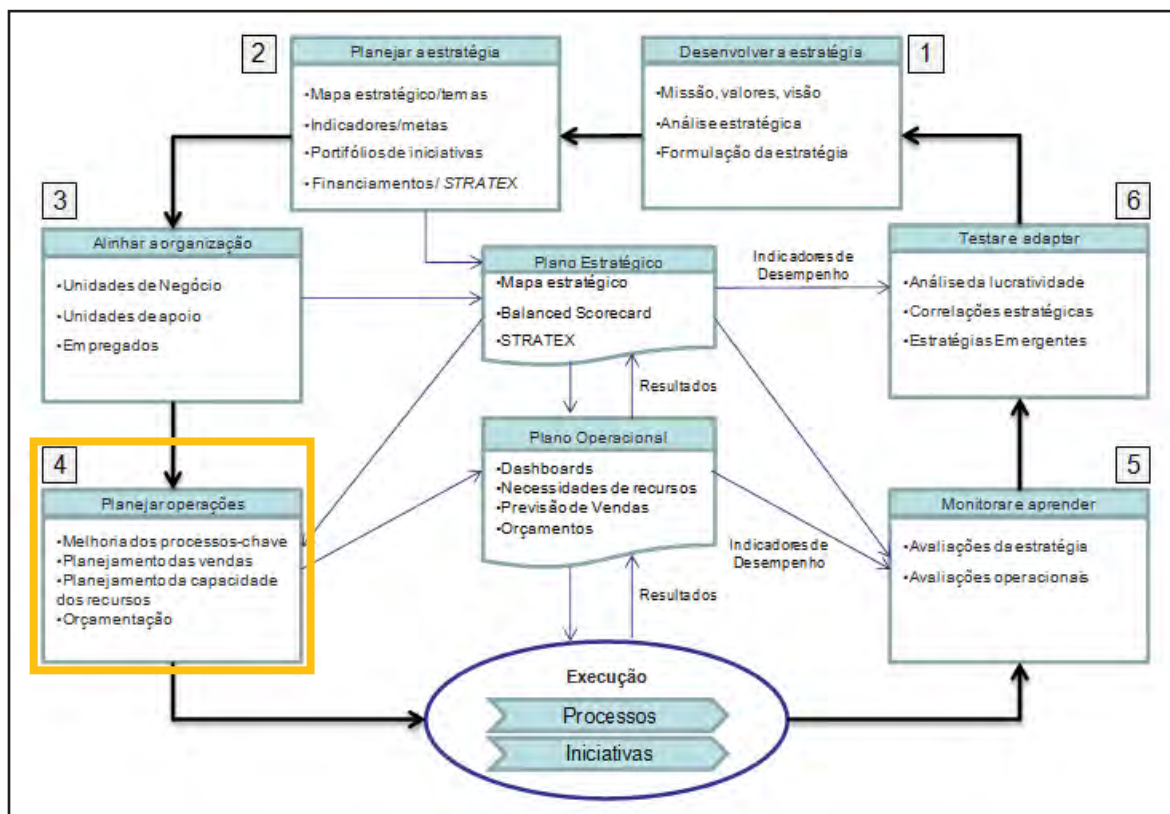 2
Planejar a estratégia
•Mapa estratégico/temas
•Indicadores/metas
•Portifólios de iniciativas
•Financiamentos/ STRATEX
Desenvolver a estratégia
1
•Missão, valores, visão
•Análise estratégica
•Formulação da estratégia
3
Alinhar a organização
•Unidades de Negócio
•Unidades de apoio
•Empregados
Plano Estratégico
•Mapa estratégico
•Balanced Scorecard
•STRATEX
Indicadores de
Desempenho
6
Testar e adaptar
•Análise da lucratividade
•Correlações estratégicas
•Estratégias Emergentes
Resultados
4
Planejar operações
•Melhoria dos processos-chave
•Planejamento das vendas
•Planejamento da capacidade
dos recursos
•Orçamentação
Plano Operacional
•Dashboards
•Necessidades de recursos
•Previsão de Vendas
•Orçamentos
Indicadores de
Desempenho
5
Monitorar e aprender
•Avaliações da estratégia
•Avaliações operacionais
Resultados
Execução
Processos
Iniciativas